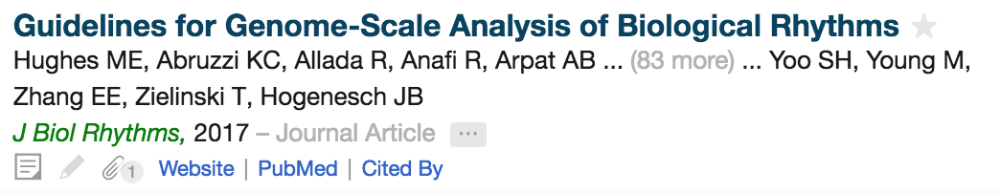 Guidelines for Genome-Scale Analysis of Biological Rhythms
Hughes ME, Abruzzi KC, Allada R, Anafi R, Arpat AB ... (83 more) ... Yoo SH, Young M,
Zhang EE, Zielinski T, Hogenesch JB
J Biol Rhythms, 2017 – Journal Article ...
1 Website | PubMed | Cited By